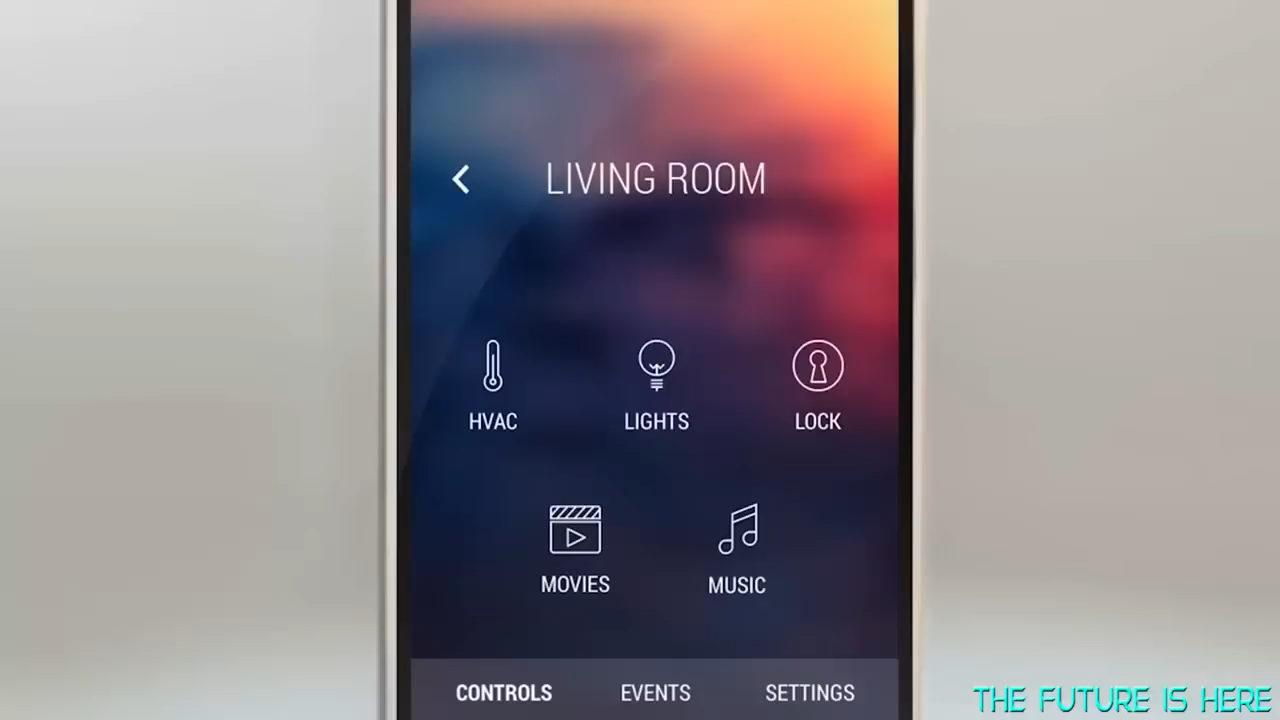 LIVING ROOM
HVAC
LIGHTS
LOCK
MOVIES
MUSIC
CONTROLS
EVENTS
SETTINGS
THE FUTURE IS HERE